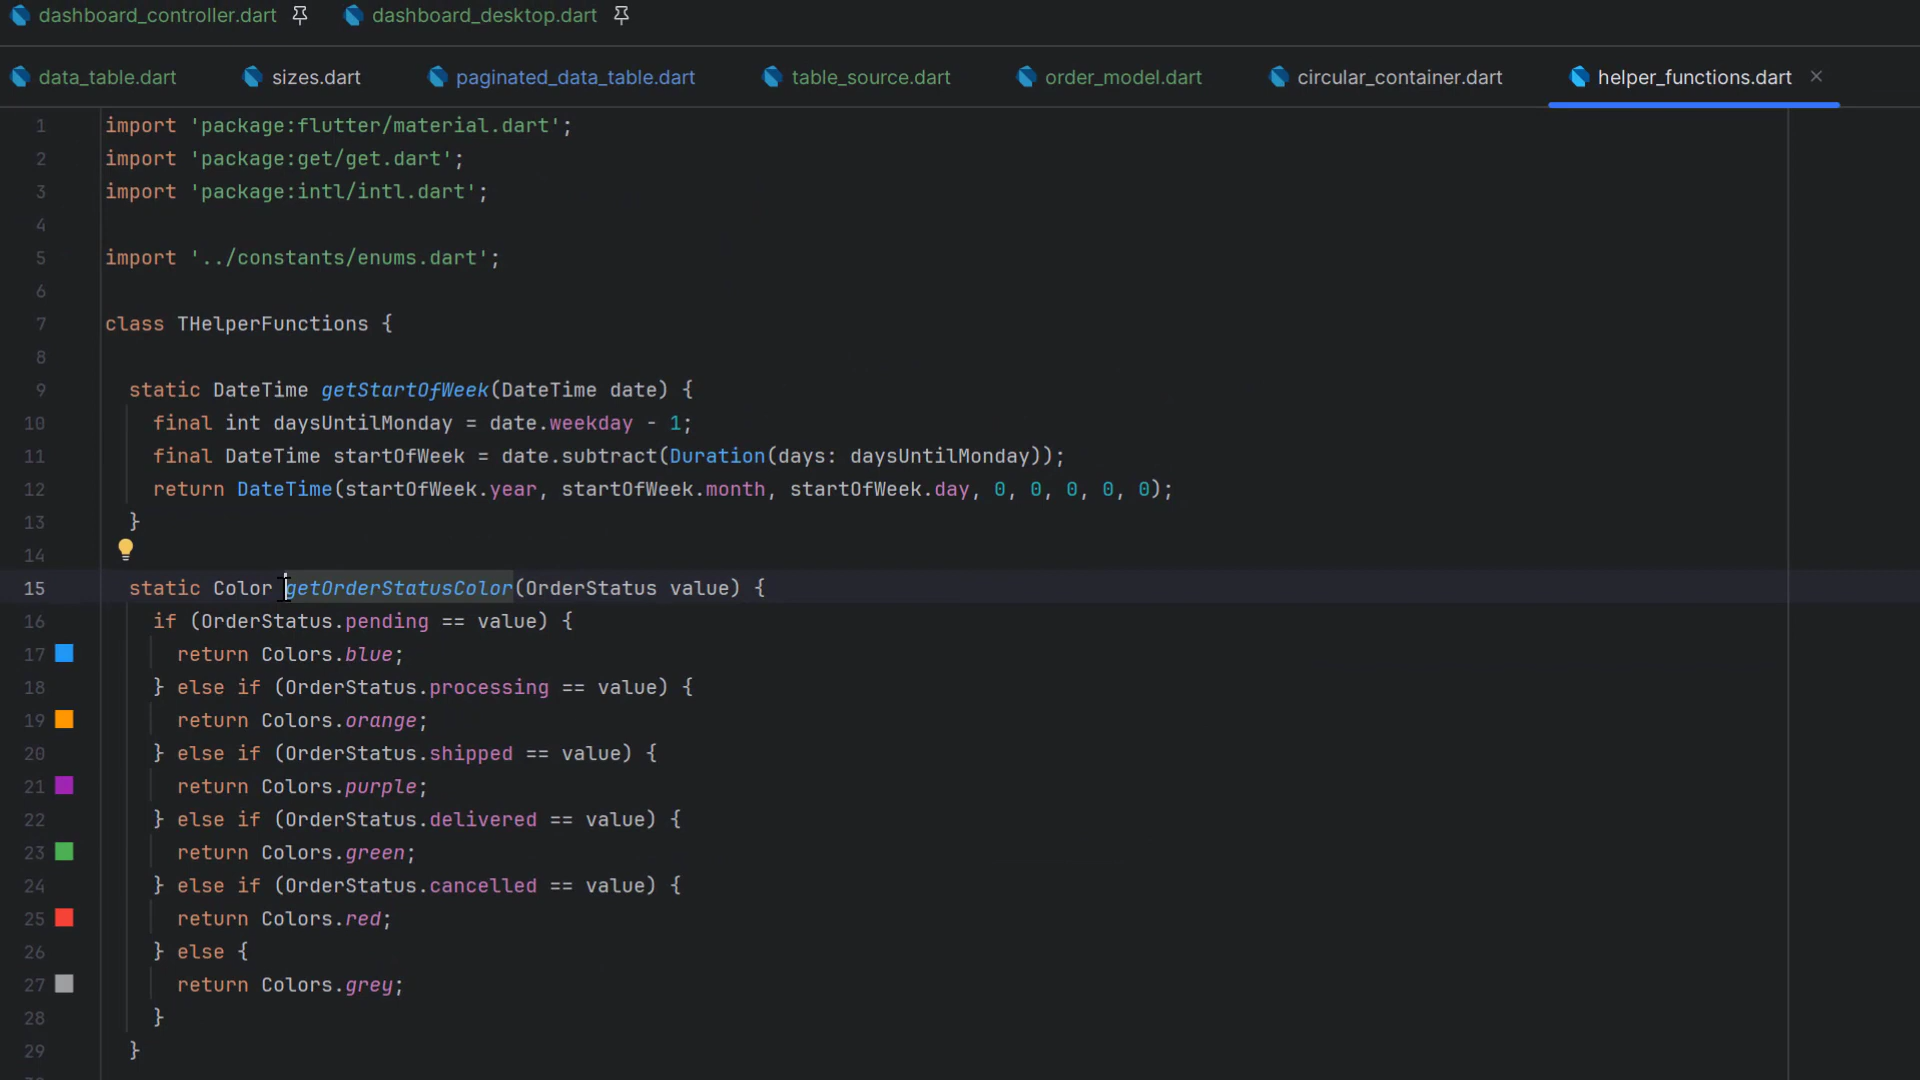 dashboard_controller.dart dashboard_desktop.dart
data_table.dart sizes.dart paginated_data_table.dart table_source.dart order_model.dart circular_container.dart helper_functions.dart
1 import 'package:flutter/material.dart';
2 import 'package:get/get.dart';
3 import 'package:intl/intl.dart';
4
5 import '../constants/enums.dart';
6
7 class THelperFunctions {
8
9 static DateTime getStartOfWeek(DateTime date) {
10 final int daysUntilMonday = date.weekday - 1;
11 final DateTime startOfWeek = date.subtract(Duration(days: daysUntilMonday));
12 return DateTime(startOfWeek.year, startOfWeek.month, startOfWeek.day, 0, 0, 0, 0, 0);
13 }
14
15 static Color getOrderStatusColor(OrderStatus value) {
16 if (OrderStatus.pending == value) {
17 return Colors.blue;
18 } else if (OrderStatus.processing == value) {
19 return Colors.orange;
20 } else if (OrderStatus.shipped == value) {
21 return Colors.purple;
22 } else if (OrderStatus.delivered == value) {
23 return Colors.green;
24 } else if (OrderStatus.cancelled == value) {
25 return Colors.red;
26 } else {
27 return Colors.grey;
28 }
29 }